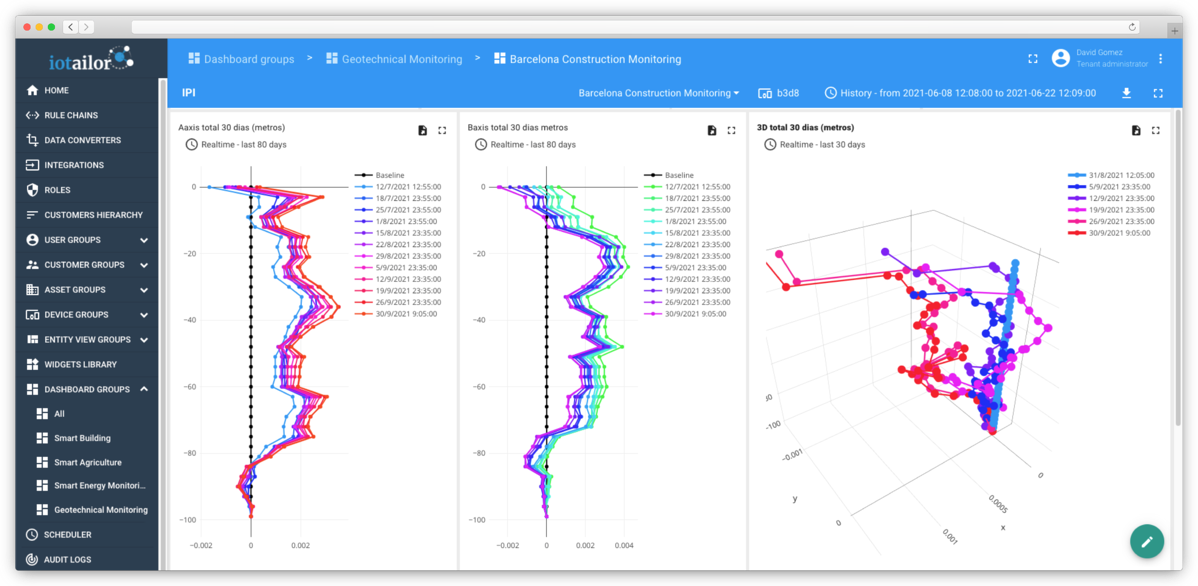 iotailor
Dashboard groups > Geotechnical Monitoring > Barcelona Construction Monitoring
David Gomez
Tenant administrator
IPI
Barcelona Construction Monitoring
b3d8
History - from 2021-06-08 12:08:00 to 2021-06-22 12:09:00
HOME
RULE CHAINS
DATA CONVERTERS
INTEGRATIONS
ROLES
CUSTOMERS HIERARCHY
USER GROUPS
CUSTOMER GROUPS
ASSET GROUPS
DEVICE GROUPS
ENTITY VIEW GROUPS
WIDGETS LIBRARY
DASHBOARD GROUPS
All
Smart Building
Smart Agriculture
Smart Energy Monitori...
Geotechnical Monitoring
SCHEDULER
AUDIT LOGS
Aaxis total 30 dias (metros)
Realtime - last 80 days
Baseline
12/7/2021 12:55:00
18/7/2021 23:55:00
25/7/2021 23:55:00
1/8/2021 23:55:00
15/8/2021 23:35:00
22/8/2021 23:35:00
29/8/2021 23:35:00
5/9/2021 23:35:00
12/9/2021 23:35:00
19/9/2021 23:35:00
26/9/2021 23:35:00
30/9/2021 9:05:00
0
−20
−40
−60
−80
−100
-0.002
0
0.002
Baxis total 30 dias metros
Realtime - last 80 days
Baseline
12/7/2021 12:55:00
18/7/2021 23:55:00
25/7/2021 23:55:00
1/8/2021 23:55:00
15/8/2021 23:35:00
22/8/2021 23:35:00
29/8/2021 23:35:00
5/9/2021 23:35:00
12/9/2021 23:35:00
19/9/2021 23:35:00
26/9/2021 23:35:00
30/9/2021 9:05:00
0
−20
−40
−60
−80
−100
-0.002
0
0.002
0.004
3D total 30 dias (metros)
Realtime - last 30 days
31/8/2021 12:05:00
5/9/2021 23:35:00
12/9/2021 23:35:00
19/9/2021 23:35:00
26/9/2021 23:35:00
30/9/2021 9:05:00
-100
−0.001
y
0
0
0.0005
x
0.001